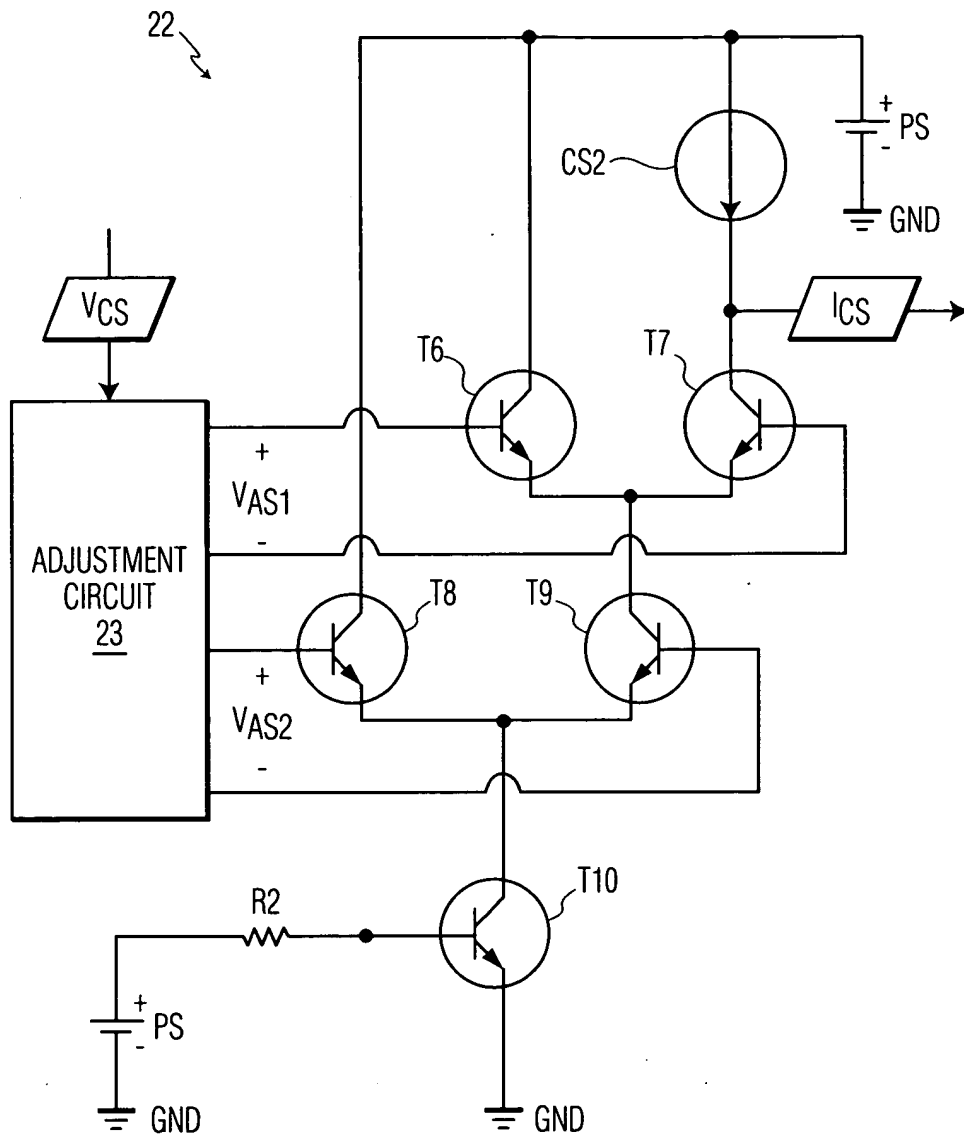 22
+
PS
-
CS2
GND
VCS
ICS
T6
T7
+
VAS1
-
ADJUSTMENT
CIRCUIT
23
T8
T9
+
VAS2
-
T10
R2
+
PS
-
GND
GND